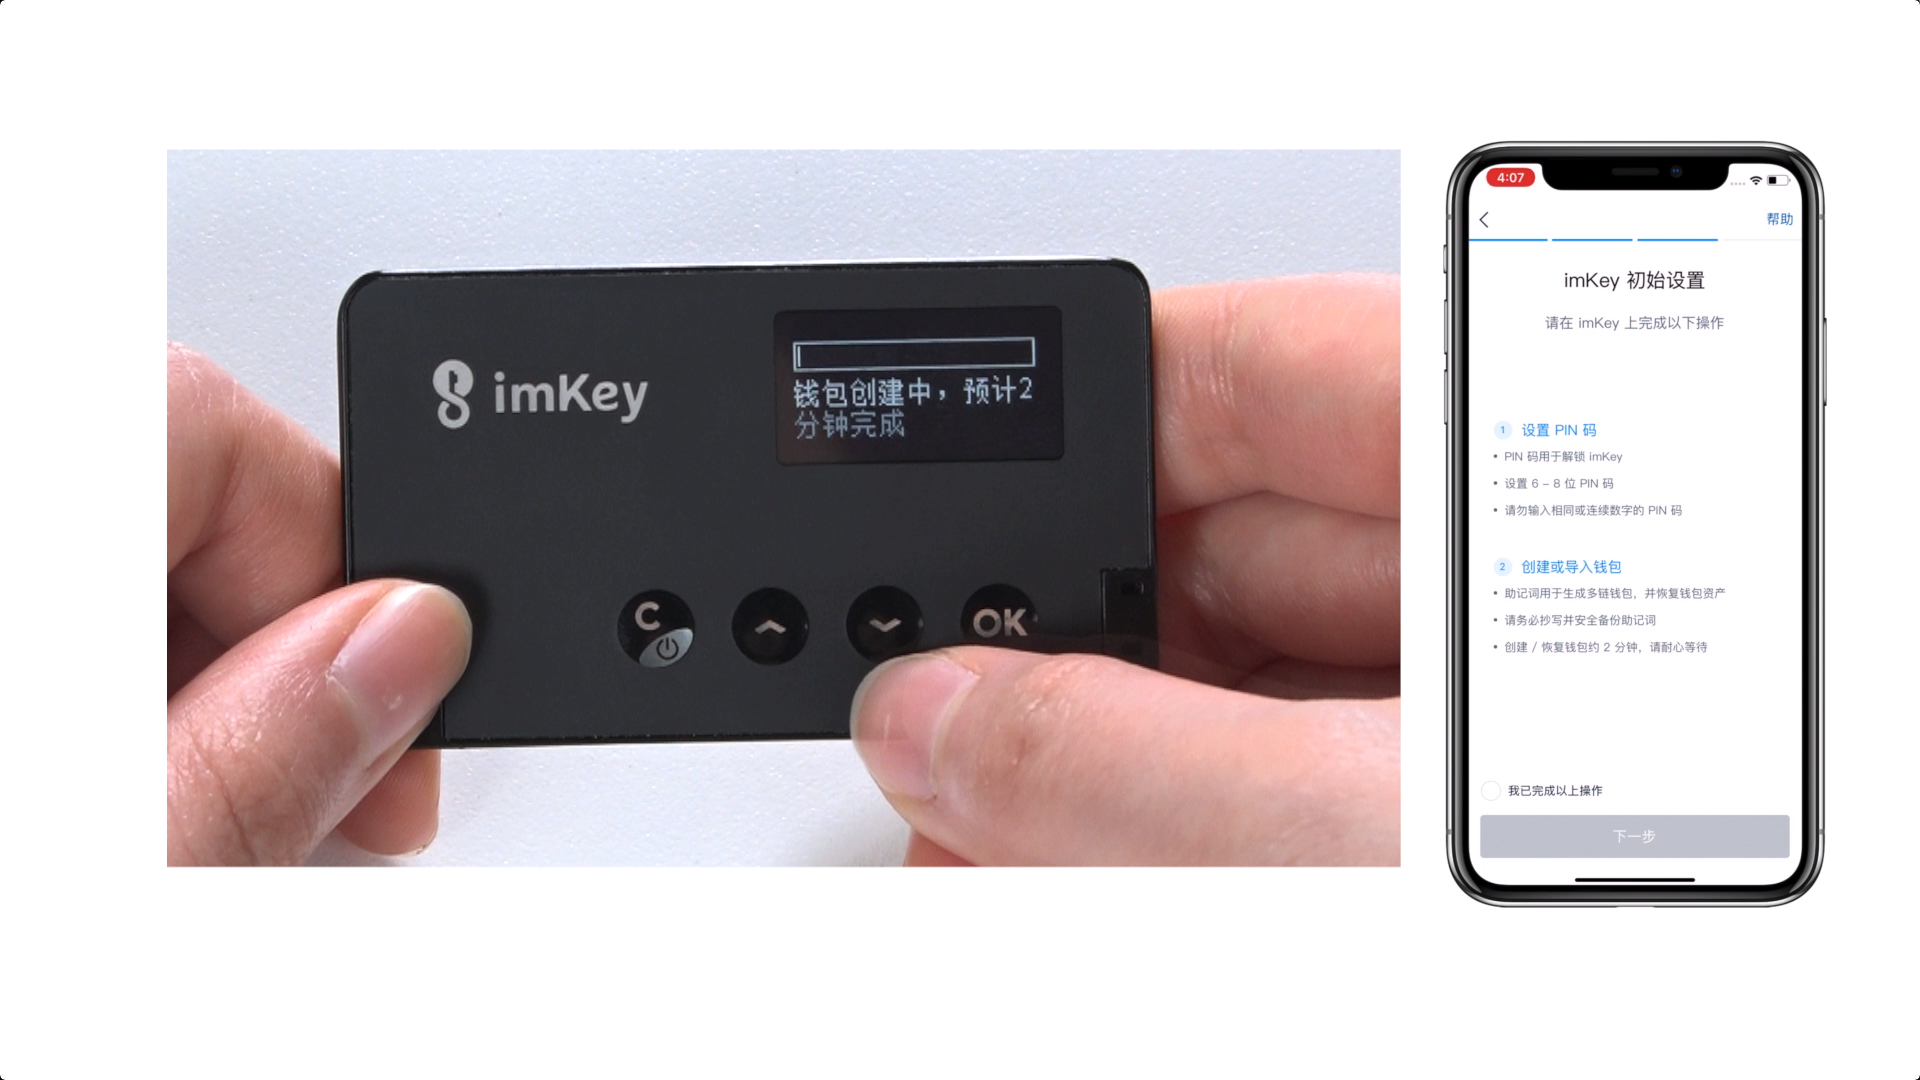 imKey
钱包创建中，预计2
分钟完成
C
OK
4:07
帮助
imKey 初始设置
请在 imKey 上完成以下操作
1 设置 PIN 码
• PIN 码用于解锁 imKey
• 设置 6 – 8 位 PIN 码
• 请勿输入相同或连续数字的 PIN 码
2 创建或导入钱包
• 助记词用于生成多链钱包，并恢复钱包资产
• 请务必抄写并安全备份助记词
• 创建 / 恢复钱包约 2 分钟，请耐心等待
我已完成以上操作
下一步